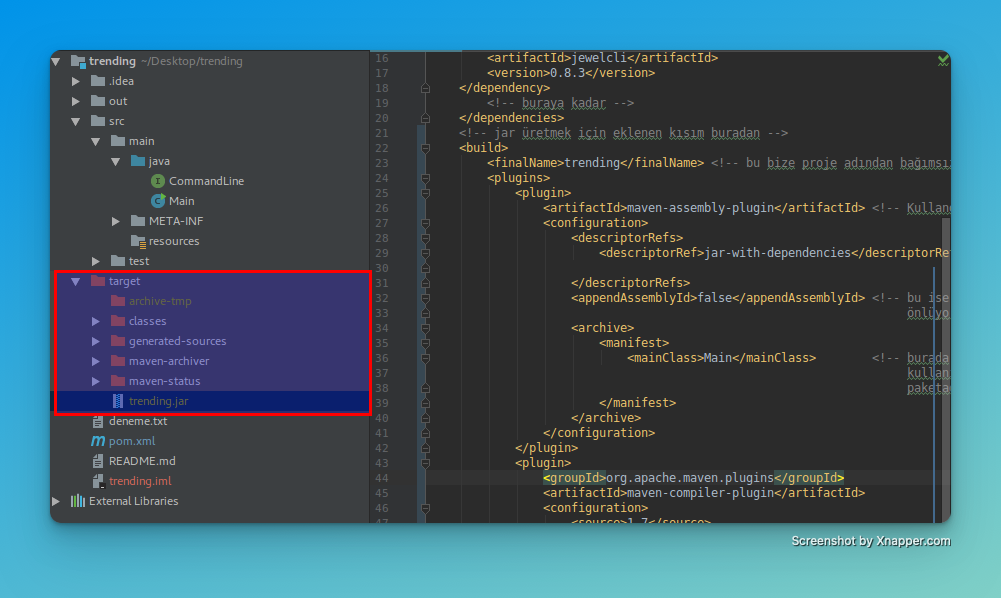 trending ~/Desktop/trending
.idea
out
src
main
java
CommandLine
Main
META-INF
resources
test
target
archive-tmp
classes
generated-sources
maven-archiver
maven-status
trending.jar
deneme.txt
pom.xml
README.md
trending.iml
External Libraries
16 <artifactId>jewelcli</artifactId>
17 <version>0.8.3</version>
18 </dependency>
19 <!-- buraya kadar -->
20 </dependencies>
21 <!-- jar üretmek için eklenen kısım buradan -->
22 <build>
23 <finalName>trending</finalName> <!-- bu bize proje adından bağımsız
24 <plugins>
25 <plugin>
26 <artifactId>maven-assembly-plugin</artifactId> <!-- Kullan
27 <configuration>
28 <descriptorRefs>
29 <descriptorRef>jar-with-dependencies</descriptorRe
30
31 </descriptorRefs>
32 <appendAssemblyId>false</appendAssemblyId> <!-- bu ise
33 önlüyo
34 <archive>
35 <manifest>
36 <mainClass>Main</mainClass> <!-- burada
37 kullan
38 paketa
39 </manifest>
40 </archive>
41 </configuration>
42 </plugin>
43 <plugin>
44 <groupId>org.apache.maven.plugins</groupId>
45 <artifactId>maven-compiler-plugin</artifactId>
46 <configuration>
47 <source>1.7</source>
Screenshot by Xnapper.com